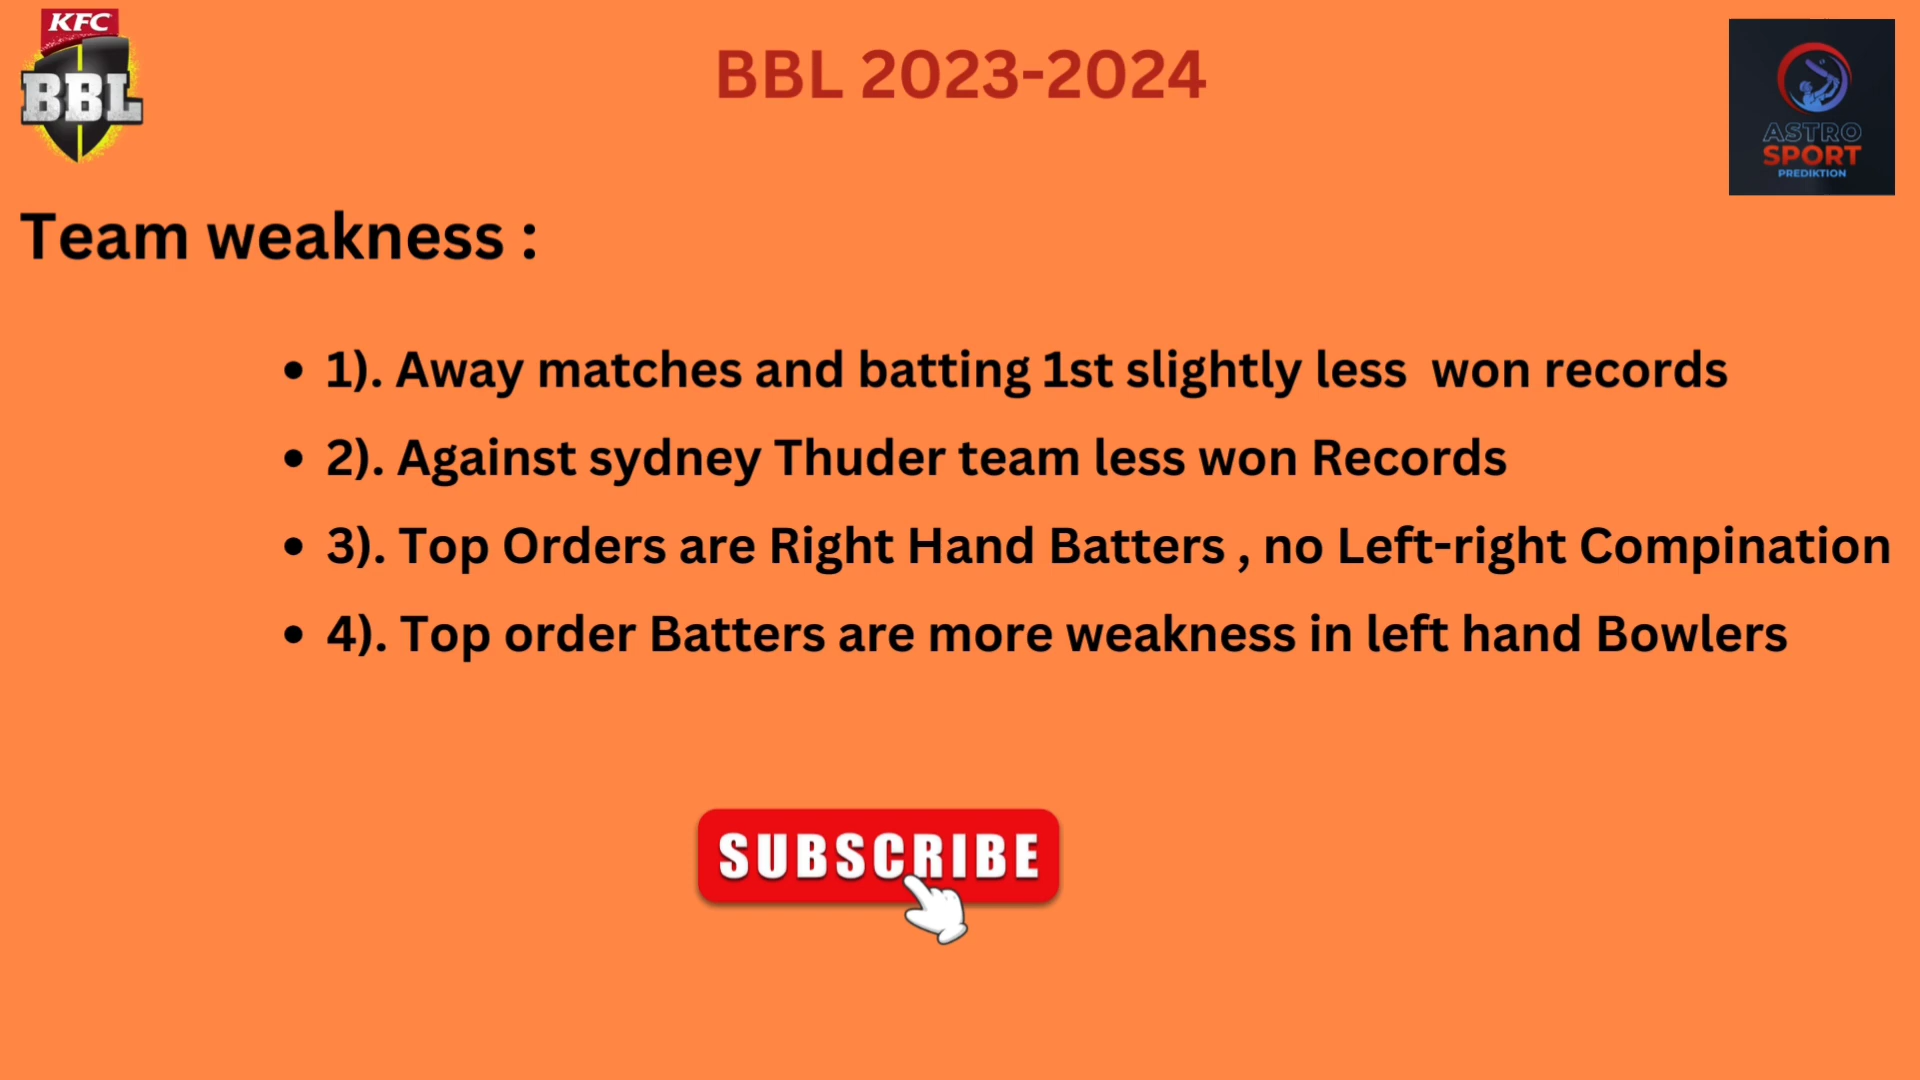 KFC
BBL
BBL 2023-2024
ASTRO
SPORT
PREDIKTION
Team weakness :
• 1). Away matches and batting 1st slightly less  won records
• 2). Against sydney Thuder team less won Records
• 3). Top Orders are Right Hand Batters , no Left-right Compination
• 4). Top order Batters are more weakness in left hand Bowlers
SUBSCRIBE